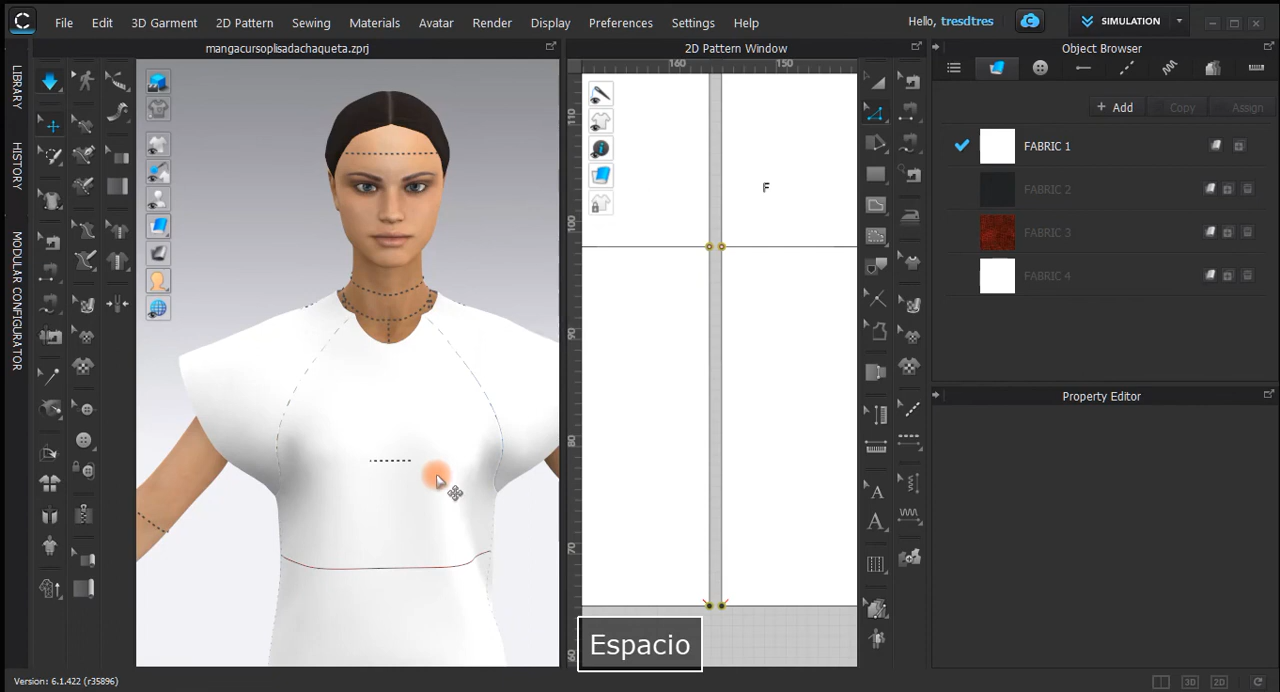 File Edit 3D Garment 2D Pattern Sewing Materials Avatar Render Display Preferences Settings Help
Hello, tresdtres
SIMULATION
mangacursoplisadachaqueta.zprj
2D Pattern Window
Object Browser
LIBRARY
HISTORY
MODULAR CONFIGURATOR
160 150
110
100
90
80
70
60
F
+ Add Copy Assign
FABRIC 1
FABRIC 2
FABRIC 3
FABRIC 4
Property Editor
Espacio
Version: 6.1.422 (r35896)
3D 2D